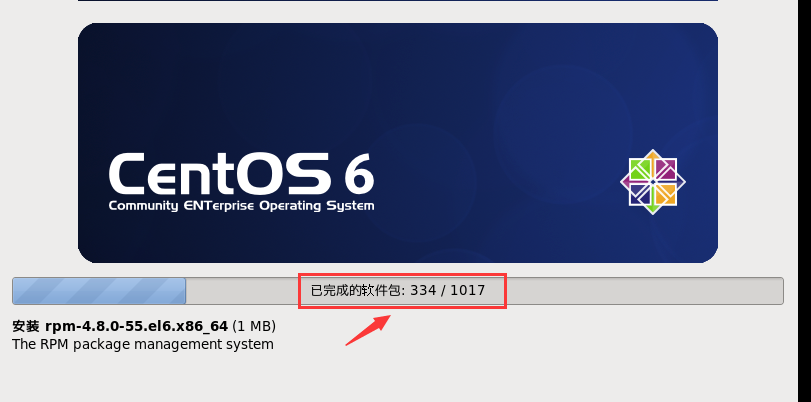 CentOS 6
Community ENTerprise Operating System
已完成的软件包: 334 / 1017
安装 rpm-4.8.0-55.el6.x86_64 (1 MB)
The RPM package management system